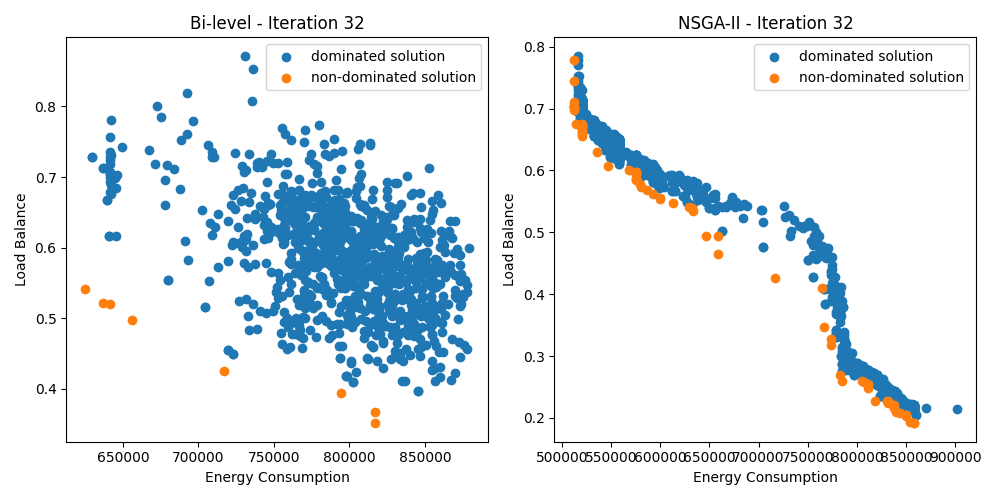 Bi-level - Iteration 32
dominated solution
non-dominated solution
0.8
0.7
0.6
0.5
0.4
Load Balance
650000 700000 750000 800000 850000
Energy Consumption
NSGA-II - Iteration 32
dominated solution
non-dominated solution
0.8
0.7
0.6
0.5
0.4
0.3
0.2
Load Balance
500000 550000 600000 650000 700000 750000 800000 850000 900000
Energy Consumption